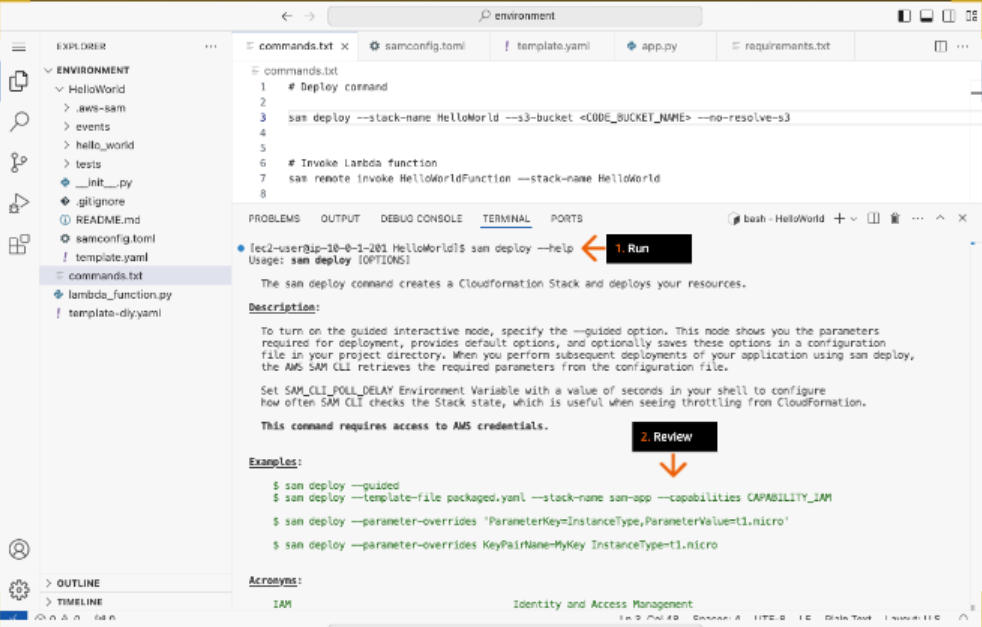 environment
EXPLORER
ENVIRONMENT
HelloWorld
.aws-sam
events
hello_world
tests
__init__.py
.gitignore
README.md
samconfig.toml
template.yaml
commands.txt
lambda_function.py
template-diy.yaml
OUTLINE
TIMELINE
commands.txt samconfig.toml template.yaml app.py requirements.txt
commands.txt
1 # Deploy command
2
3 sam deploy --stack-name HelloWorld --s3-bucket <CODE_BUCKET_NAME> --no-resolve-s3
4
5
6 # Invoke Lambda function
7 sam remote invoke HelloWorldFunction --stack-name HelloWorld
8
PROBLEMS OUTPUT DEBUG CONSOLE TERMINAL PORTS bash - HelloWorld
[ec2-user@ip-10-0-1-201 HelloWorld]$ sam deploy --help
1. Run
Usage: sam deploy [OPTIONS]
The sam deploy command creates a Cloudformation Stack and deploys your resources.
Description:
To turn on the guided interactive mode, specify the --guided option. This mode shows you the parameters
required for deployment, provides default options, and optionally saves these options in a configuration
file in your project directory. When you perform subsequent deployments of your application using sam deploy,
the AWS SAM CLI retrieves the required parameters from the configuration file.
Set SAM_CLI_POLL_DELAY Environment Variable with a value of seconds in your shell to configure
how often SAM CLI checks the Stack state, which is useful when seeing throttling from CloudFormation.
This command requires access to AWS credentials.
2. Review
Examples:
$ sam deploy --guided
$ sam deploy --template-file packaged.yaml --stack-name sam-app --capabilities CAPABILITY_IAM
$ sam deploy --parameter-overrides 'ParameterKey=InstanceType,ParameterValue=t1.micro'
$ sam deploy --parameter-overrides KeyPairName=MyKey InstanceType=t1.micro
Acronyms:
IAM Identity and Access Management
Ln 3, Col 48 Spaces: 4 UTF-8 LF Plain Text Layout: U.S.